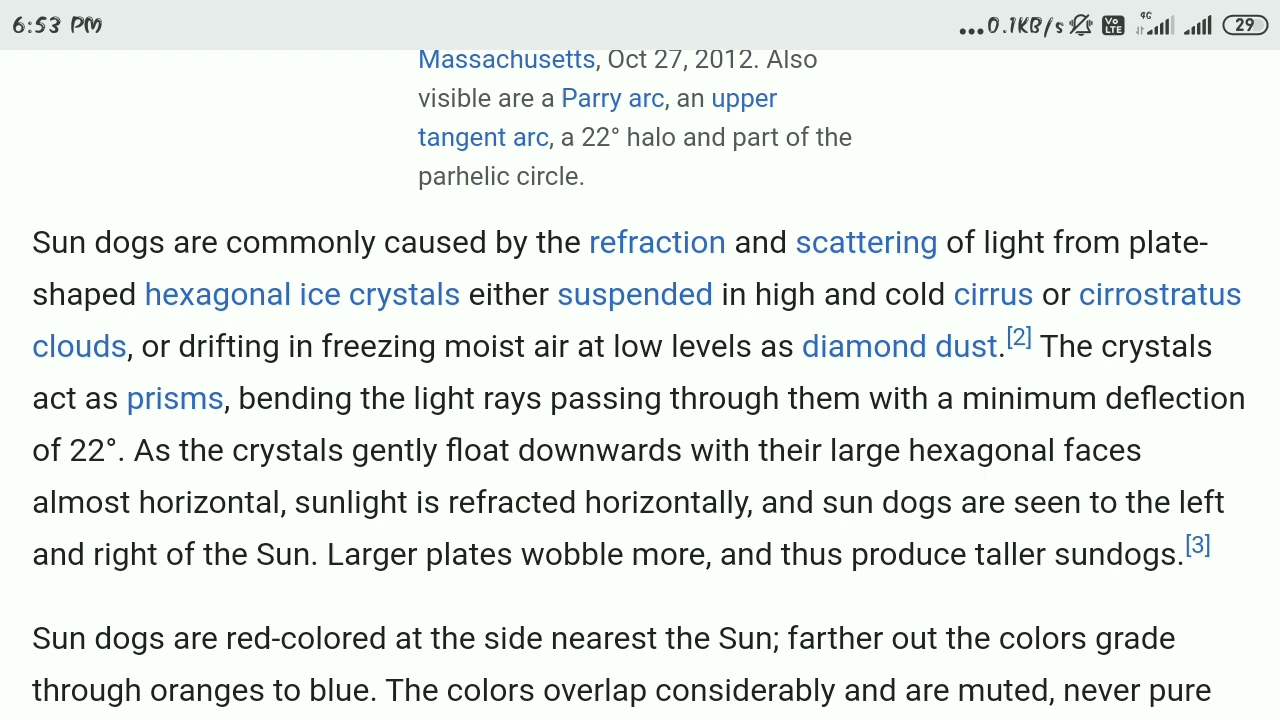 6:53 PM ...0.1KB/s Vo LTE 4G 29
Massachusetts, Oct 27, 2012. Also
visible are a Parry arc, an upper
tangent arc, a 22° halo and part of the
parhelic circle.
Sun dogs are commonly caused by the refraction and scattering of light from plate-
shaped hexagonal ice crystals either suspended in high and cold cirrus or cirrostratus
clouds, or drifting in freezing moist air at low levels as diamond dust.[2] The crystals
act as prisms, bending the light rays passing through them with a minimum deflection
of 22°. As the crystals gently float downwards with their large hexagonal faces
almost horizontal, sunlight is refracted horizontally, and sun dogs are seen to the left
and right of the Sun. Larger plates wobble more, and thus produce taller sundogs.[3]
Sun dogs are red-colored at the side nearest the Sun; farther out the colors grade
through oranges to blue. The colors overlap considerably and are muted, never pure